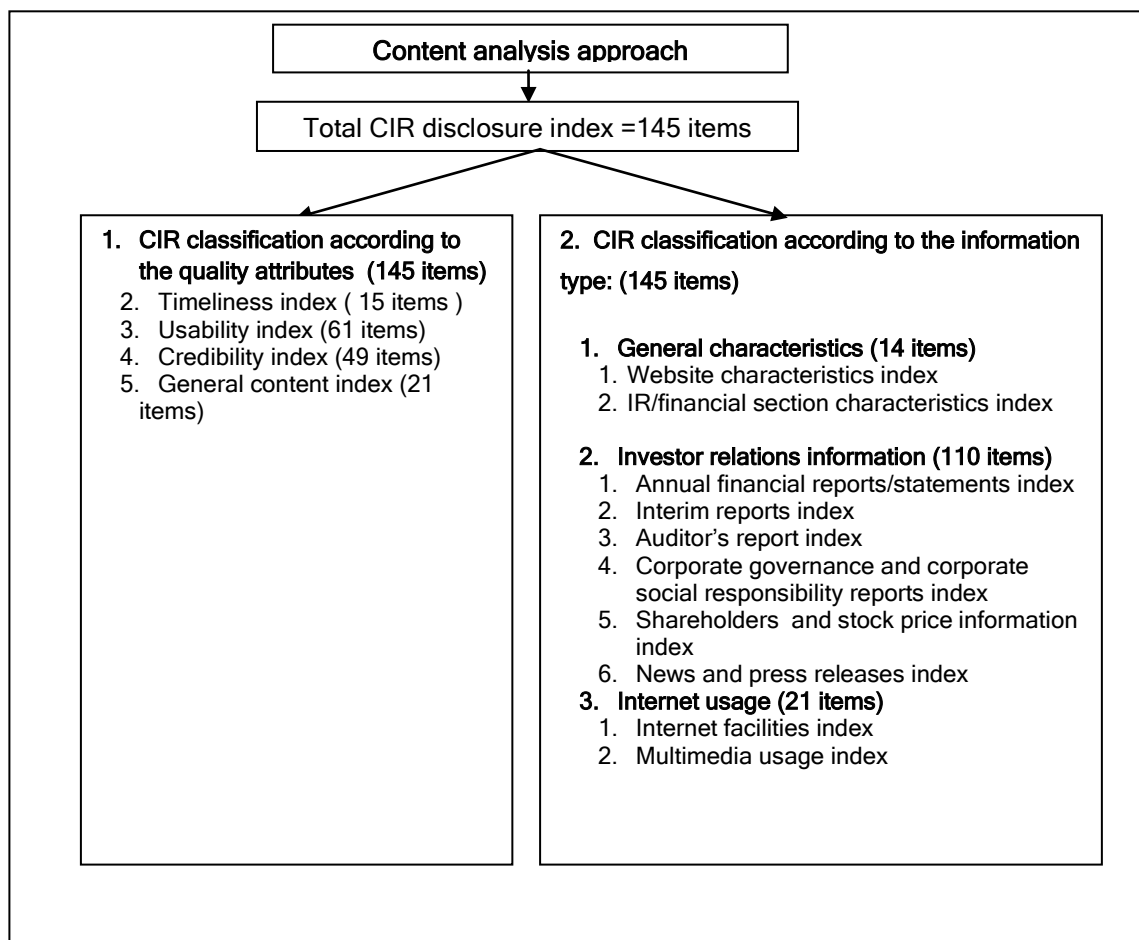 Content analysis approach
Total CIR disclosure index =145 items
1. CIR classification according to
the quality attributes (145 items)
2. Timeliness index ( 15 items )
3. Usability index (61 items)
4. Credibility index (49 items)
5. General content index (21
items)
2. CIR classification according to the information
type: (145 items)
1. General characteristics (14 items)
1. Website characteristics index
2. IR/financial section characteristics index
2. Investor relations information (110 items)
1. Annual financial reports/statements index
2. Interim reports index
3. Auditor's report index
4. Corporate governance and corporate
social responsibility reports index
5. Shareholders and stock price information
index
6. News and press releases index
3. Internet usage (21 items)
1. Internet facilities index
2. Multimedia usage index